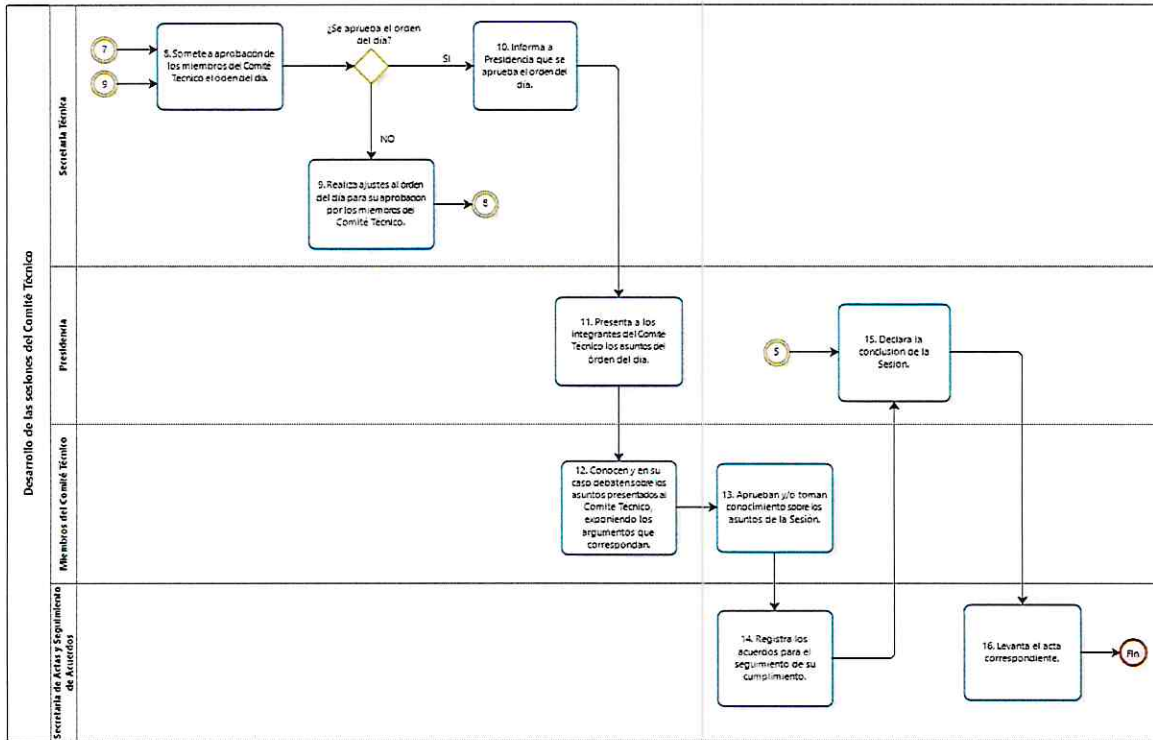 Desarrollo de las sesiones del Comité Técnico
Secretaría Técnica
7
9
8. Somete a aprobación de
los miembros del Comité
Técnico el orden del día.
¿Se aprueba el orden
del día?
SI
10. Informa a
Presidencia que se
aprueba el orden del
día.
NO
9. Realiza ajustes al orden
del día para su aprobación
por los miembros del
Comité Técnico.
8
Presidencia
11. Presenta a los
integrantes del Comité
Técnico los asuntos del
órden del día.
5
15. Declara la
conclusión de la
Sesión.
Miembros del Comité Técnico
12. Conocen y en su
caso debaten sobre los
asuntos presentados al
Comité Técnico,
exponiendo los
argumentos que
correspondan.
13. Aprueban y/o toman
conocimiento sobre los
asuntos de la Sesión.
Secretaría de Actas y Seguimiento
de Acuerdos
14. Registra los
acuerdos para el
seguimiento de su
cumplimiento.
16. Levanta el acta
correspondiente.
Fin